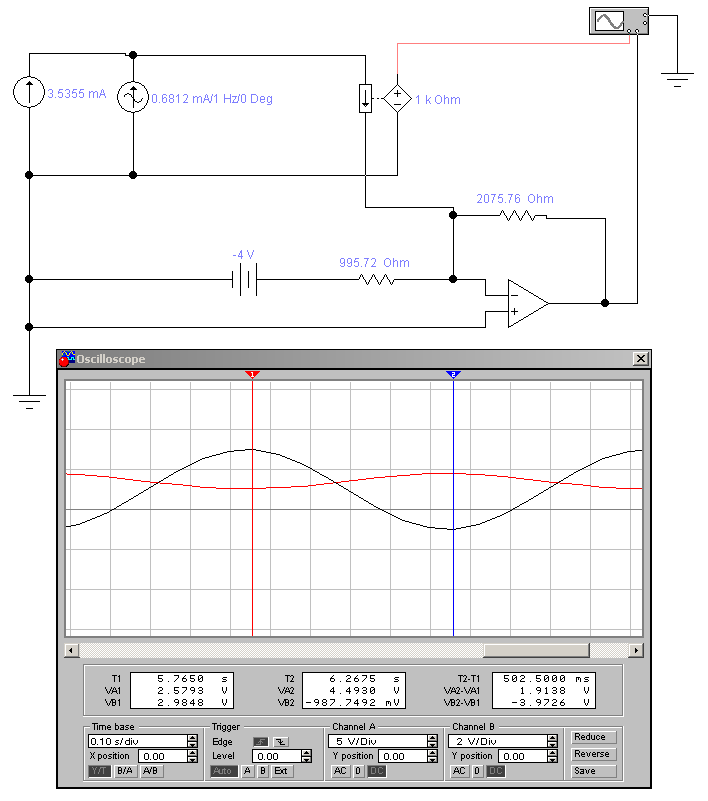 3.5355 mA
0.6812 mA/1 Hz/0 Deg
1 k Ohm
2075.76 Ohm
-4 V
995.72 Ohm
Oscilloscope
1
2
T1 5.7650 s
VA1 2.5793 V
VB1 2.9848 V
T2 6.2675 s
VA2 4.4930 V
VB2 -987.7492 mV
T2-T1 502.5000 ms
VA2-VA1 1.9138 V
VB2-VB1 -3.9726 V
Time base
0.10 s/div
X position 0.00
Y/T B/A A/B
Trigger
Edge
Level 0.00
Auto A B Ext
Channel A
5 V/Div
Y position 0.00
AC 0 DC
Channel B
2 V/Div
Y position 0.00
AC 0 DC
Reduce
Reverse
Save